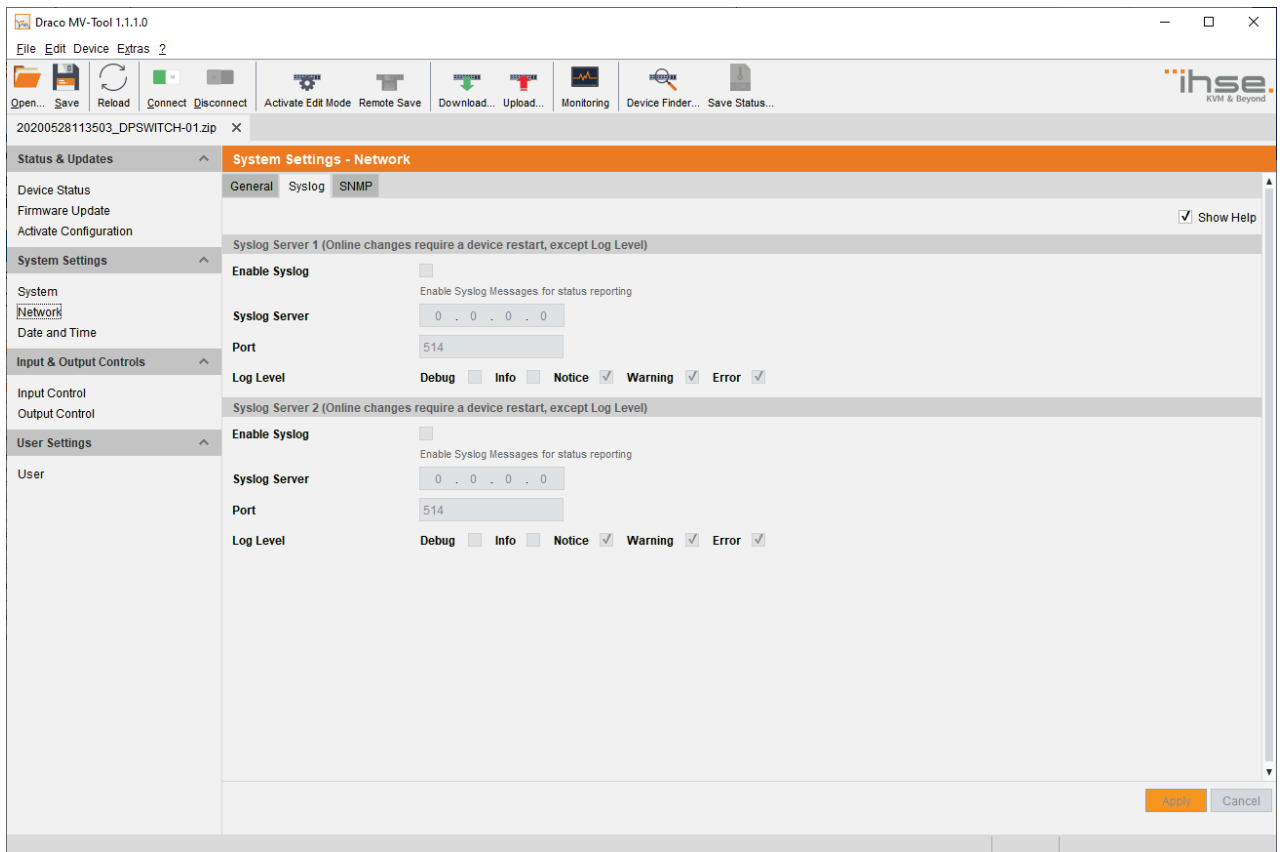 Draco MV-Tool 1.1.1.0
File Edit Device Extras ?
Open... Save Reload Connect Disconnect Activate Edit Mode Remote Save Download... Upload... Monitoring Device Finder... Save Status...
ihse.
KVM & Beyond
20200528113503_DPSWITCH-01.zip
Status & Updates
Device Status
Firmware Update
Activate Configuration
System Settings
System
Network
Date and Time
Input & Output Controls
Input Control
Output Control
User Settings
User
System Settings - Network
General Syslog SNMP
Show Help
Syslog Server 1 (Online changes require a device restart, except Log Level)
Enable Syslog
Enable Syslog Messages for status reporting
Syslog Server 0 . 0 . 0 . 0
Port 514
Log Level Debug Info Notice Warning Error
Syslog Server 2 (Online changes require a device restart, except Log Level)
Enable Syslog
Enable Syslog Messages for status reporting
Syslog Server 0 . 0 . 0 . 0
Port 514
Log Level Debug Info Notice Warning Error
Apply Cancel